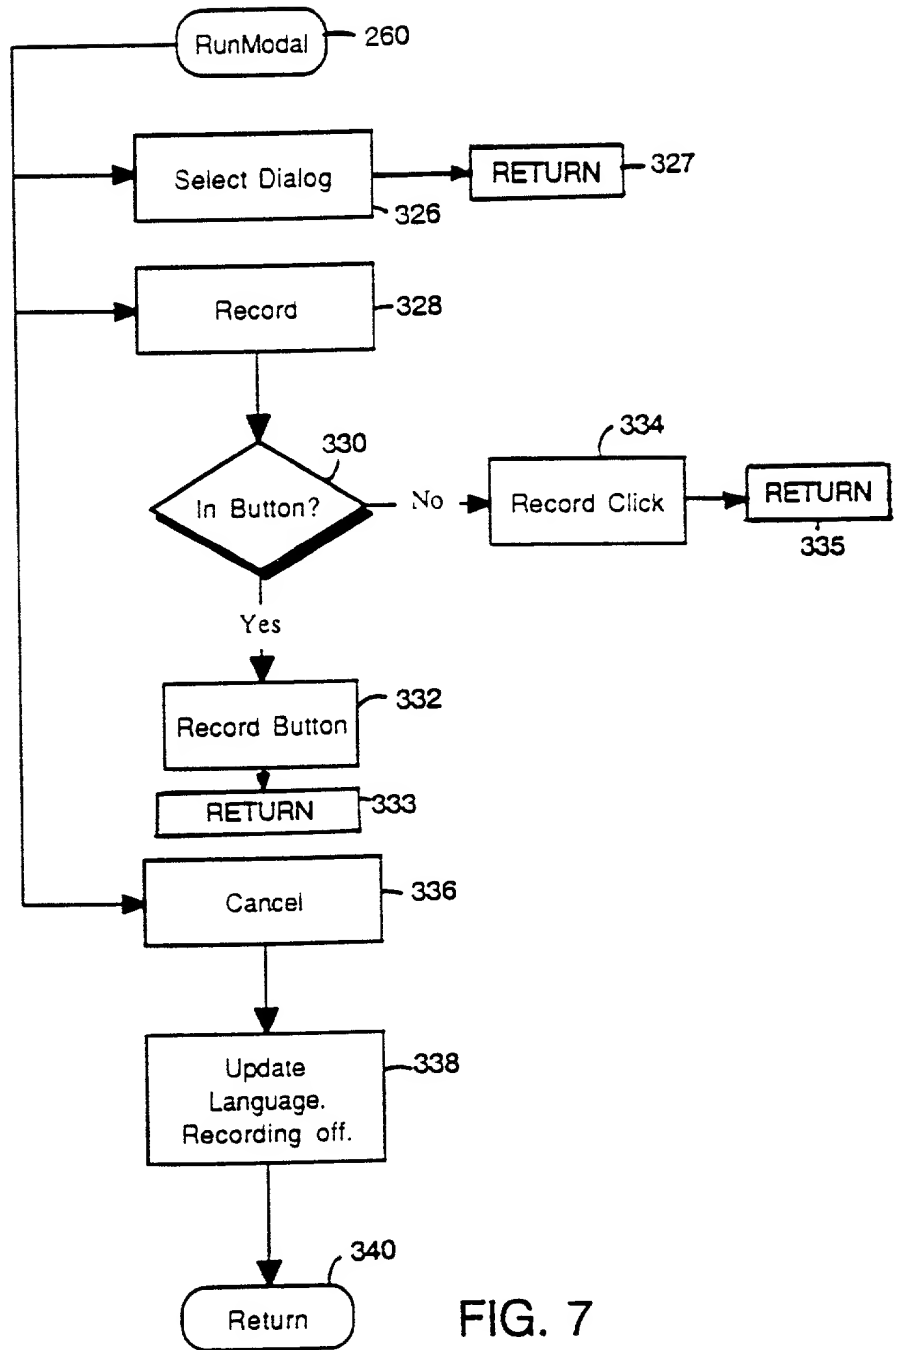 RunModal 260
Select Dialog
326
RETURN 327
Record 328
330
In Button?
No
334
Record Click
RETURN
335
Yes
332
Record Button
RETURN 333
Cancel 336
Update
Language.
Recording off.
338
340
Return
FIG. 7